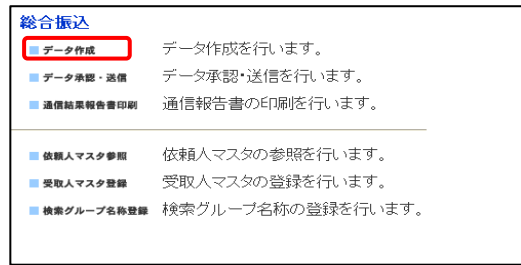 総合振込
データ作成 データ作成を行います。
データ承認・送信 データ承認・送信を行います。
通信結果報告書印刷 通信報告書の印刷を行います。
依頼人マスタ参照 依頼人マスタの参照を行います。
受取人マスタ登録 受取人マスタの登録を行います。
検索グループ名称登録 検索グループ名称の登録を行います。